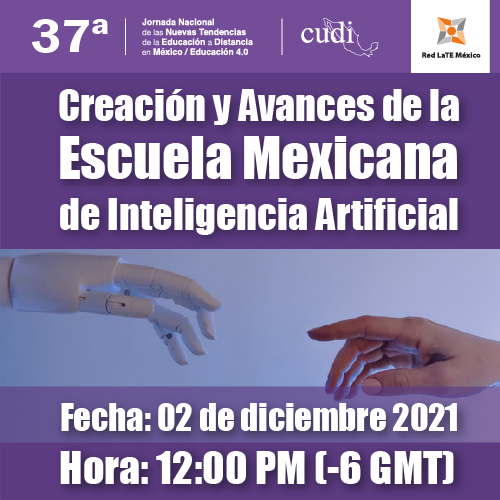 37ª
Jornada Nacional
de las Nuevas Tendencias
de la Educación a Distancia
en México / Educación 4.0
cudi
Red LaTE México
Creación y Avances de la
Escuela Mexicana
de Inteligencia Artificial
Fecha: 02 de diciembre 2021
Hora: 12:00 PM (-6 GMT)